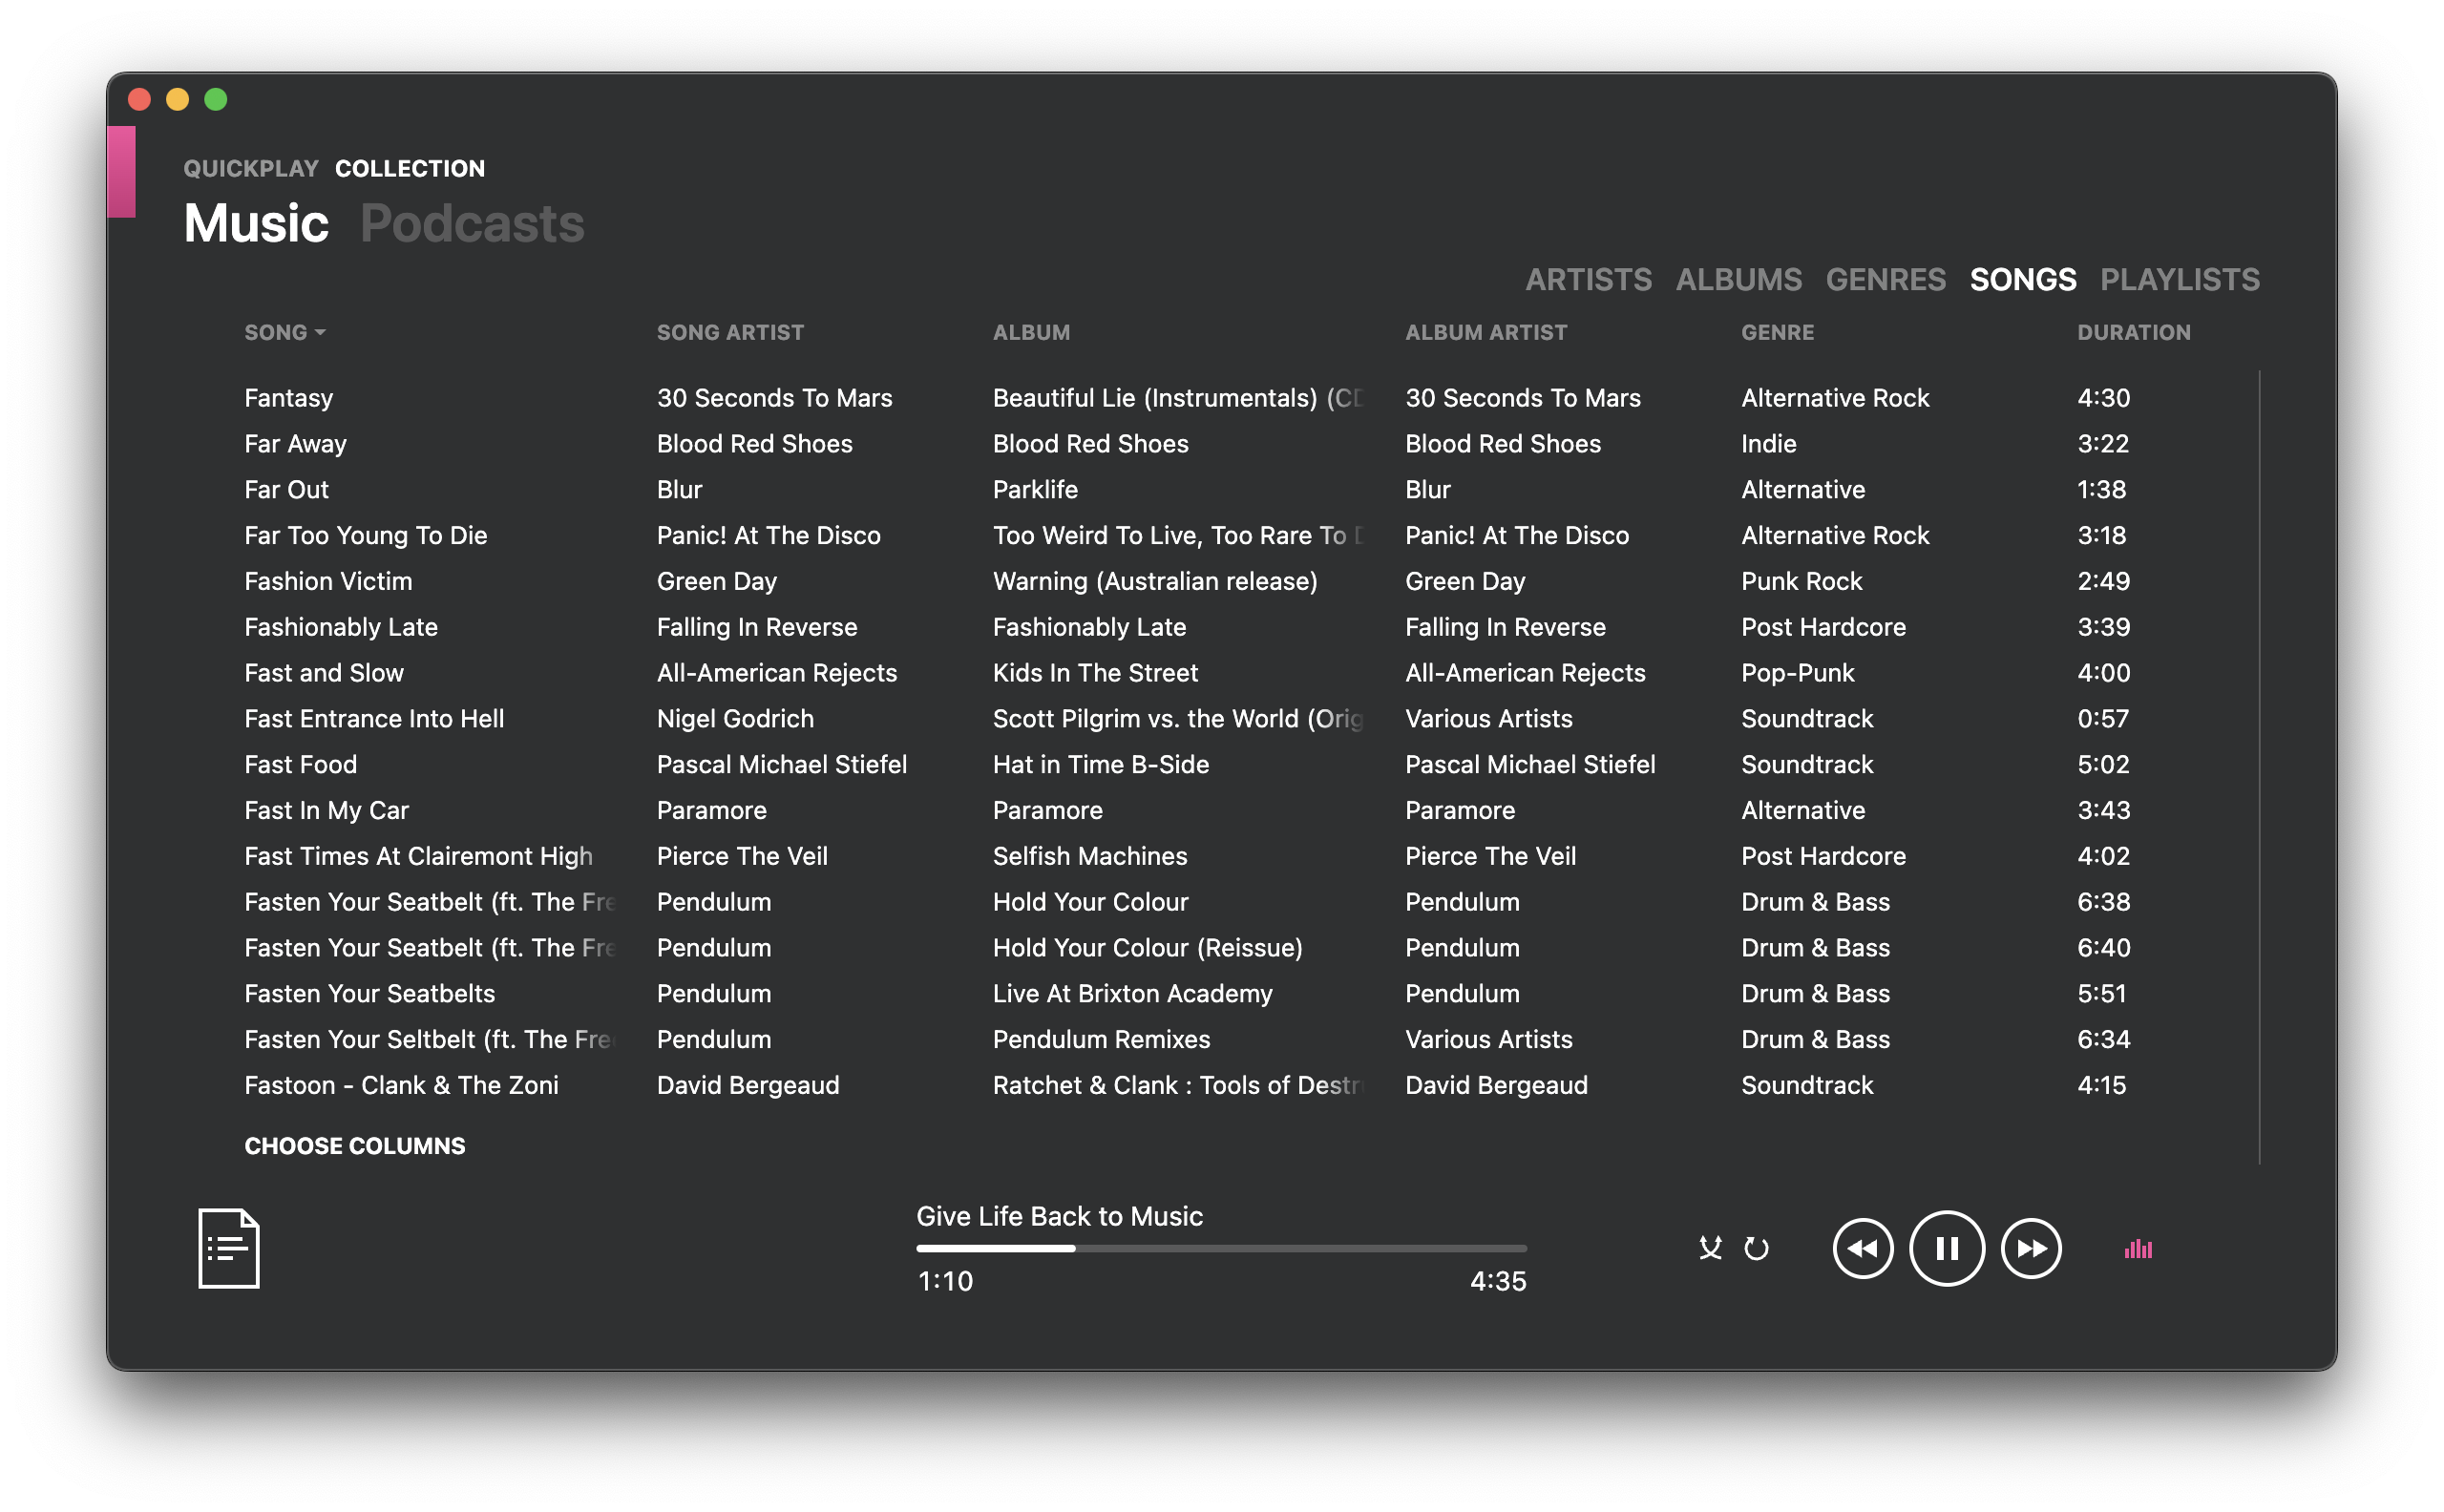 QUICKPLAY COLLECTION
Music Podcasts
ARTISTS ALBUMS GENRES SONGS PLAYLISTS
SONG SONG ARTIST ALBUM ALBUM ARTIST GENRE DURATION
Fantasy 30 Seconds To Mars Beautiful Lie (Instrumentals) (CD 30 Seconds To Mars Alternative Rock 4:30
Far Away Blood Red Shoes Blood Red Shoes Blood Red Shoes Indie 3:22
Far Out Blur Parklife Blur Alternative 1:38
Far Too Young To Die Panic! At The Disco Too Weird To Live, Too Rare To D Panic! At The Disco Alternative Rock 3:18
Fashion Victim Green Day Warning (Australian release) Green Day Punk Rock 2:49
Fashionably Late Falling In Reverse Fashionably Late Falling In Reverse Post Hardcore 3:39
Fast and Slow All-American Rejects Kids In The Street All-American Rejects Pop-Punk 4:00
Fast Entrance Into Hell Nigel Godrich Scott Pilgrim vs. the World (Orig Various Artists Soundtrack 0:57
Fast Food Pascal Michael Stiefel Hat in Time B-Side Pascal Michael Stiefel Soundtrack 5:02
Fast In My Car Paramore Paramore Paramore Alternative 3:43
Fast Times At Clairemont High Pierce The Veil Selfish Machines Pierce The Veil Post Hardcore 4:02
Fasten Your Seatbelt (ft. The Fre Pendulum Hold Your Colour Pendulum Drum & Bass 6:38
Fasten Your Seatbelt (ft. The Fre Pendulum Hold Your Colour (Reissue) Pendulum Drum & Bass 6:40
Fasten Your Seatbelts Pendulum Live At Brixton Academy Pendulum Drum & Bass 5:51
Fasten Your Seltbelt (ft. The Fre Pendulum Pendulum Remixes Various Artists Drum & Bass 6:34
Fastoon - Clank & The Zoni David Bergeaud Ratchet & Clank : Tools of Destr David Bergeaud Soundtrack 4:15
CHOOSE COLUMNS
Give Life Back to Music
1:10 4:35